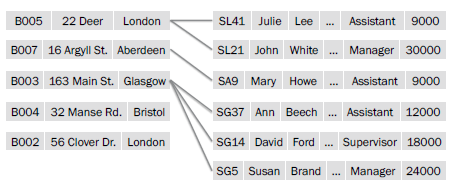 B005 22 Deer London SL41 Julie Lee ... Assistant 9000
B007 16 Argyll St. Aberdeen SL21 John White ... Manager 30000
B003 163 Main St. Glasgow SA9 Mary Howe ... Assistant 9000
B004 32 Manse Rd. Bristol SG37 Ann Beech ... Assistant 12000
B002 56 Clover Dr. London SG14 David Ford ... Supervisor 18000
SG5 Susan Brand ... Manager 24000